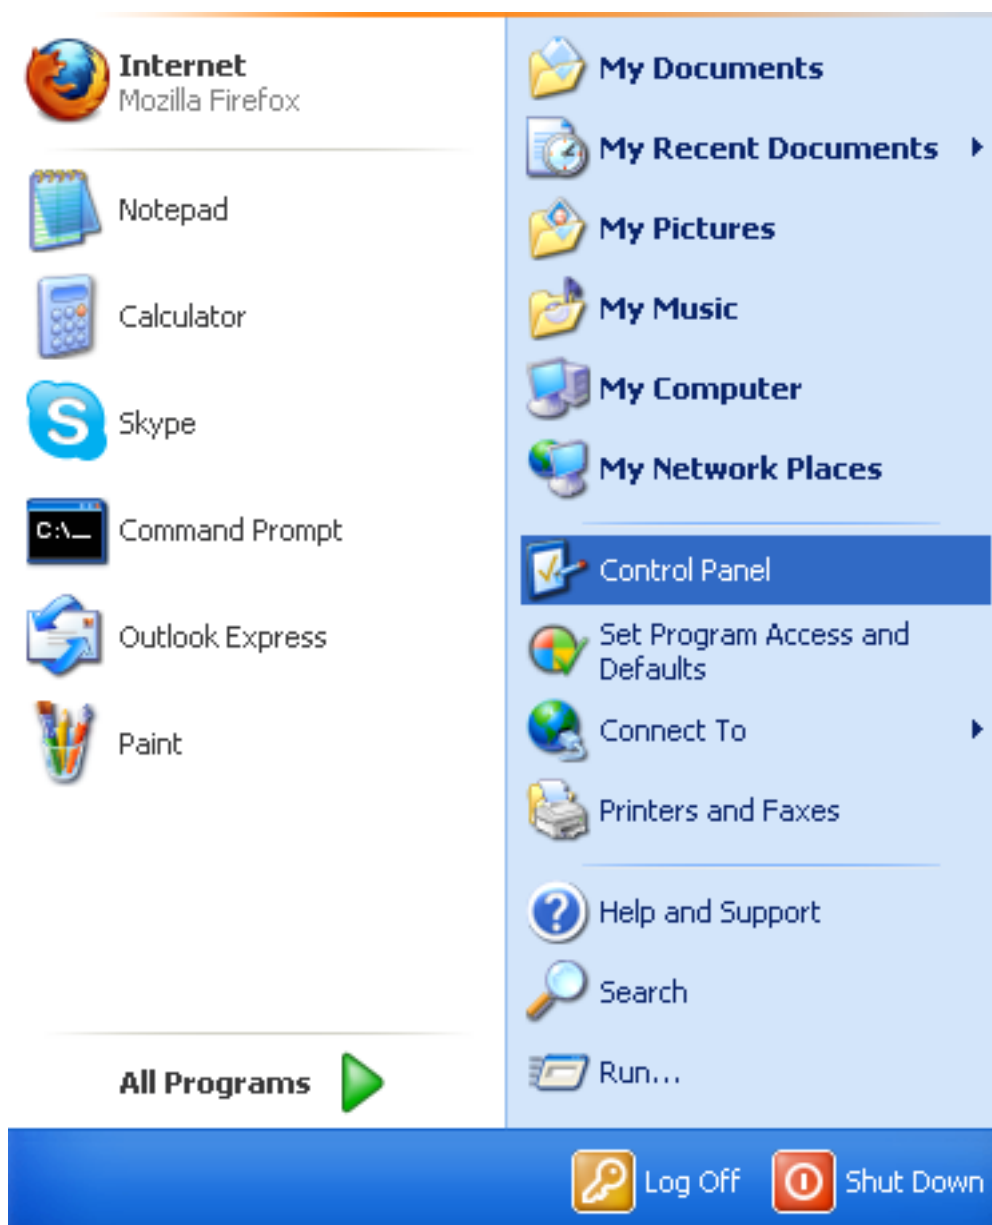 Internet
Mozilla Firefox
Notepad
Calculator
Skype
C:\_
Command Prompt
Outlook Express
Paint
All Programs
My Documents
My Recent Documents
My Pictures
My Music
My Computer
My Network Places
Control Panel
Set Program Access and
Defaults
Connect To
Printers and Faxes
Help and Support
Search
Run...
Log Off
Shut Down